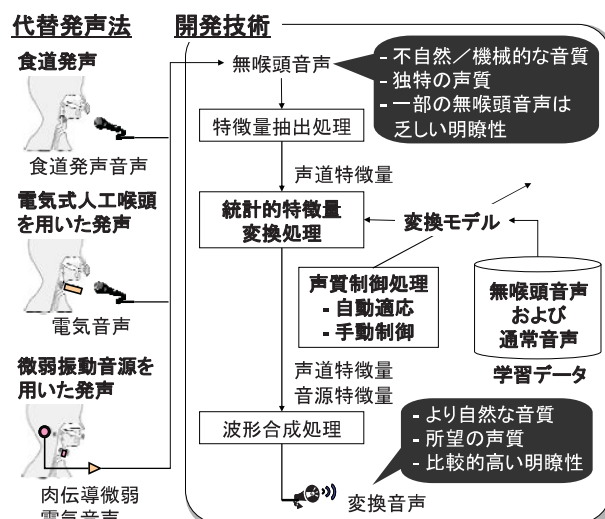 代替発声法
食道発声
食道発声音声
電気式人工喉頭
を用いた発声
電気音声
微弱振動音源を
用いた発声
肉伝導微弱
電気音声
開発技術
無喉頭音声
- 不自然／機械的な音質
- 独特の声質
- 一部の無喉頭音声は
乏しい明瞭性
特徴量抽出処理
声道特徴量
統計的特徴量
変換処理
変換モデル
声質制御処理
- 自動適応
- 手動制御
無喉頭音声
および
通常音声
学習データ
声道特徴量
音源特徴量
波形合成処理
- より自然な音質
- 所望の声質
- 比較的高い明瞭性
変換音声